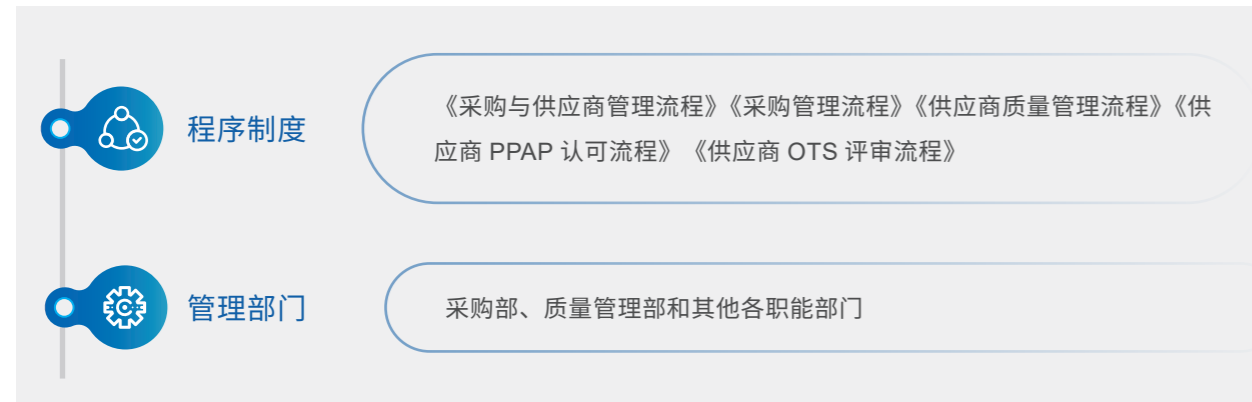 程序制度
《采购与供应商管理流程》《采购管理流程》《供应商质量管理流程》《供
应商 PPAP 认可流程》《供应商 OTS 评审流程》
管理部门
采购部、质量管理部和其他各职能部门